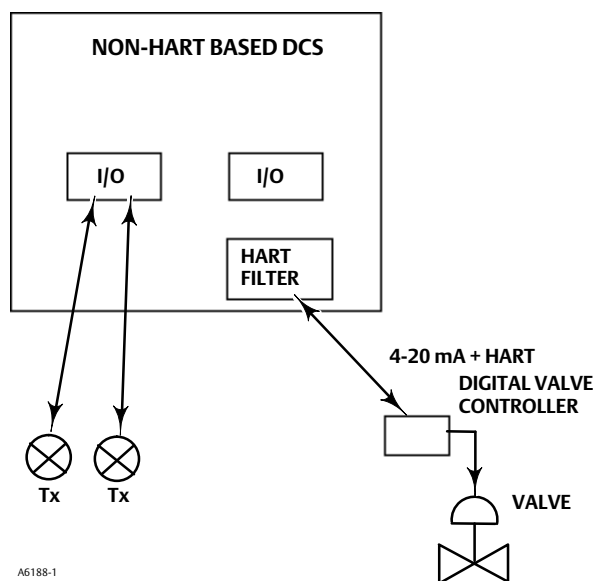 NON-HART BASED DCS
I/O
I/O
HART
FILTER
4-20 mA + HART
DIGITAL VALVE
CONTROLLER
Tx
Tx
VALVE
A6188-1